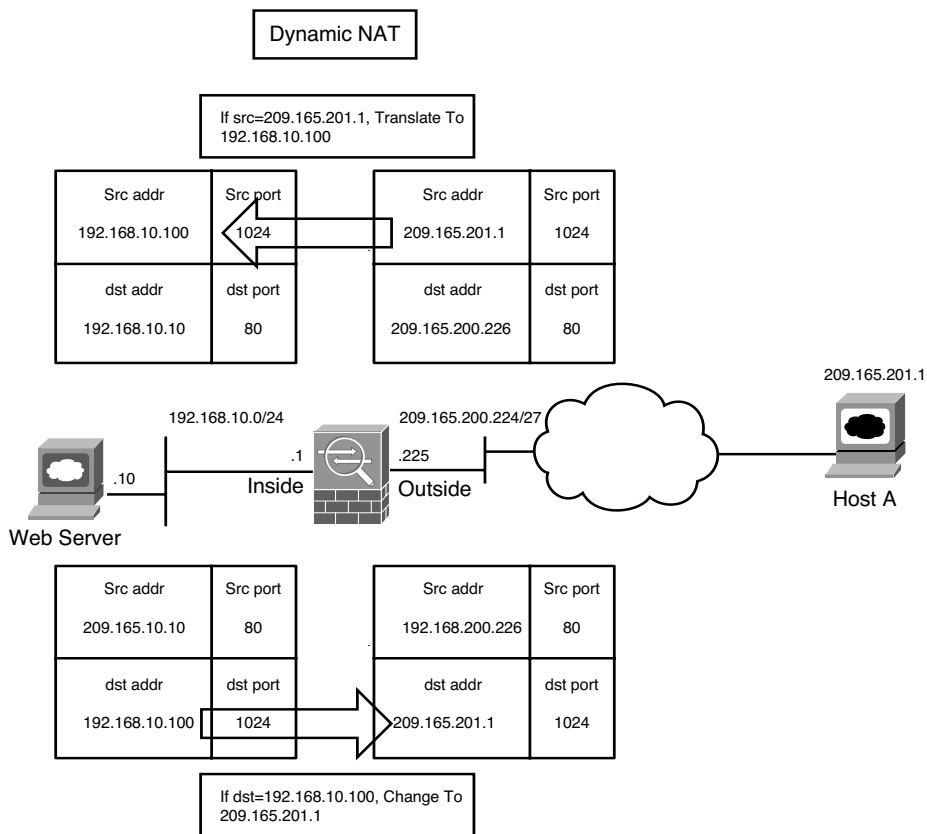 Dynamic NAT
If src=209.165.201.1, Translate To
192.168.10.100
Src addr
Src port
192.168.10.100
1024
dst addr
dst port
192.168.10.10
80
Src addr
Src port
209.165.201.1
1024
dst addr
dst port
209.165.200.226
80
209.165.201.1
192.168.10.0/24
209.165.200.224/27
.10
.1
.225
Inside
Outside
Web Server
Host A
Src addr
Src port
209.165.10.10
80
dst addr
dst port
192.168.10.100
1024
Src addr
Src port
192.168.200.226
80
dst addr
dst port
209.165.201.1
1024
If dst=192.168.10.100, Change To
209.165.201.1